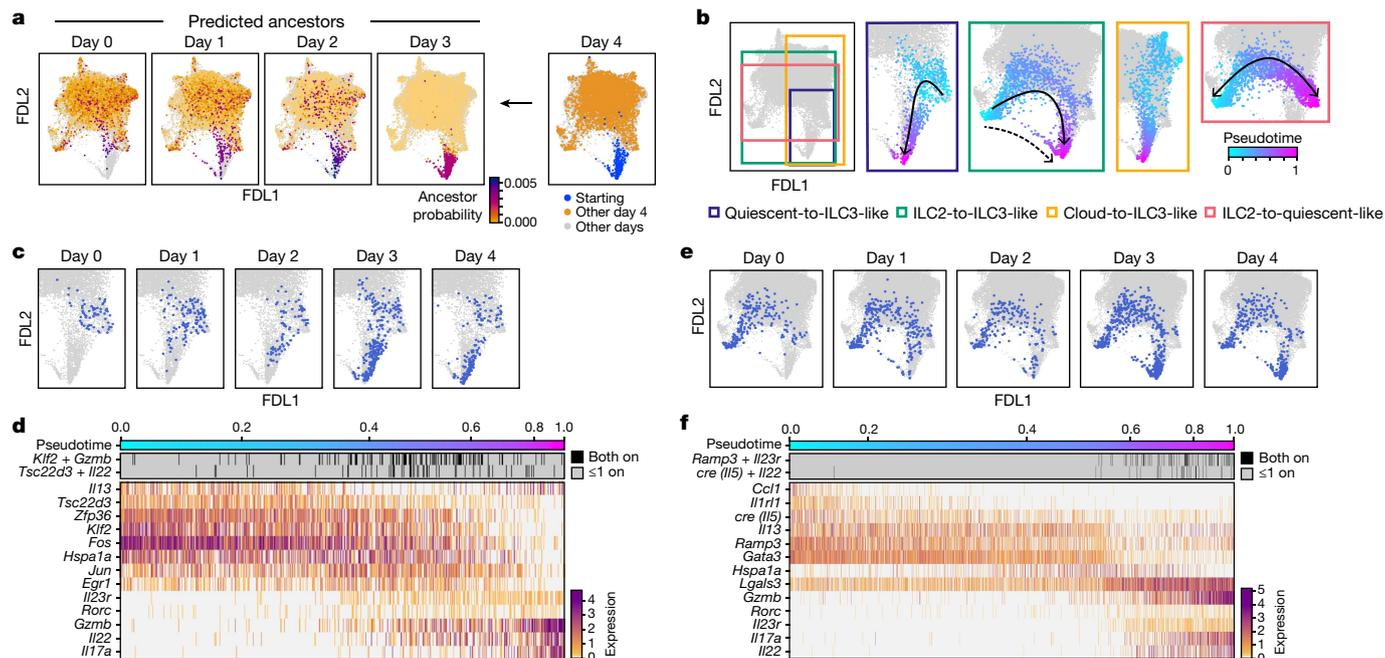 a
Predicted ancestors
Day 0 Day 1 Day 2 Day 3 Day 4
FDL2
FDL1
Ancestor
probability
0.005
0.000
Starting
Other day 4
Other days
b
FDL2
FDL1
Pseudotime
0 1
Quiescent-to-ILC3-like ILC2-to-ILC3-like Cloud-to-ILC3-like ILC2-to-quiescent-like
c
Day 0 Day 1 Day 2 Day 3 Day 4
FDL2
FDL1
d
0.0 0.2 0.4 0.6 0.8 1.0
Pseudotime
Klf2 + Gzmb
Tsc22d3 + Il22
Both on
≤1 on
Il13
Tsc22d3
Zfp36
Klf2
Fos
Hspa1a
Jun
Egr1
Il23r
Rorc
Gzmb
Il22
Il17a
4
3
2
1
0
Expression
e
Day 0 Day 1 Day 2 Day 3 Day 4
FDL2
FDL1
f
0.0 0.2 0.4 0.6 0.8 1.0
Pseudotime
Ramp3 + Il23r
cre (Il5) + Il22
Both on
≤1 on
Ccl1
Il1rl1
cre (Il5)
Il13
Ramp3
Gata3
Hspa1a
Lgals3
Gzmb
Rorc
Il23r
Il17a
Il22
5
4
3
2
1
0
Expression